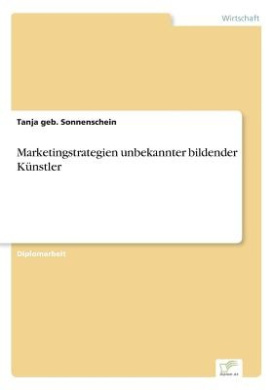 Wirtschaft
Tanja geb. Sonnenschein
Marketingstrategien unbekannter bildender
Künstler
Diplomarbeit